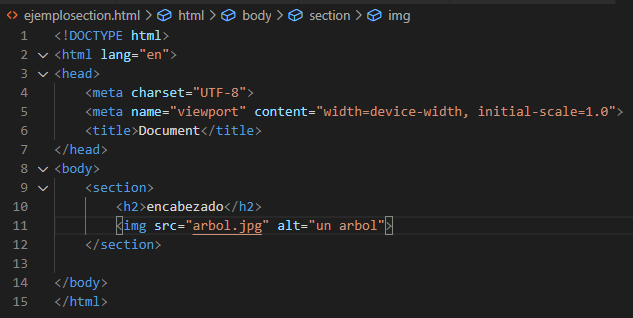 ejemplosection.html > html > body > section > img
1 <!DOCTYPE html>
2 <html lang="en">
3 <head>
4 <meta charset="UTF-8">
5 <meta name="viewport" content="width=device-width, initial-scale=1.0">
6 <title>Document</title>
7 </head>
8 <body>
9 <section>
10 <h2>encabezado</h2>
11 <img src="arbol.jpg" alt="un arbol">
12 </section>
13
14 </body>
15 </html>